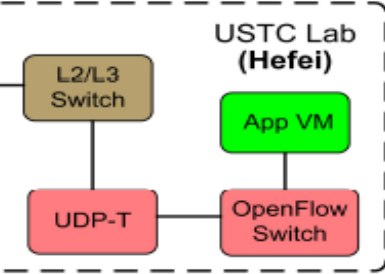 USTC Lab
(Hefei)
L2/L3
Switch
App VM
UDP-T
OpenFlow
Switch